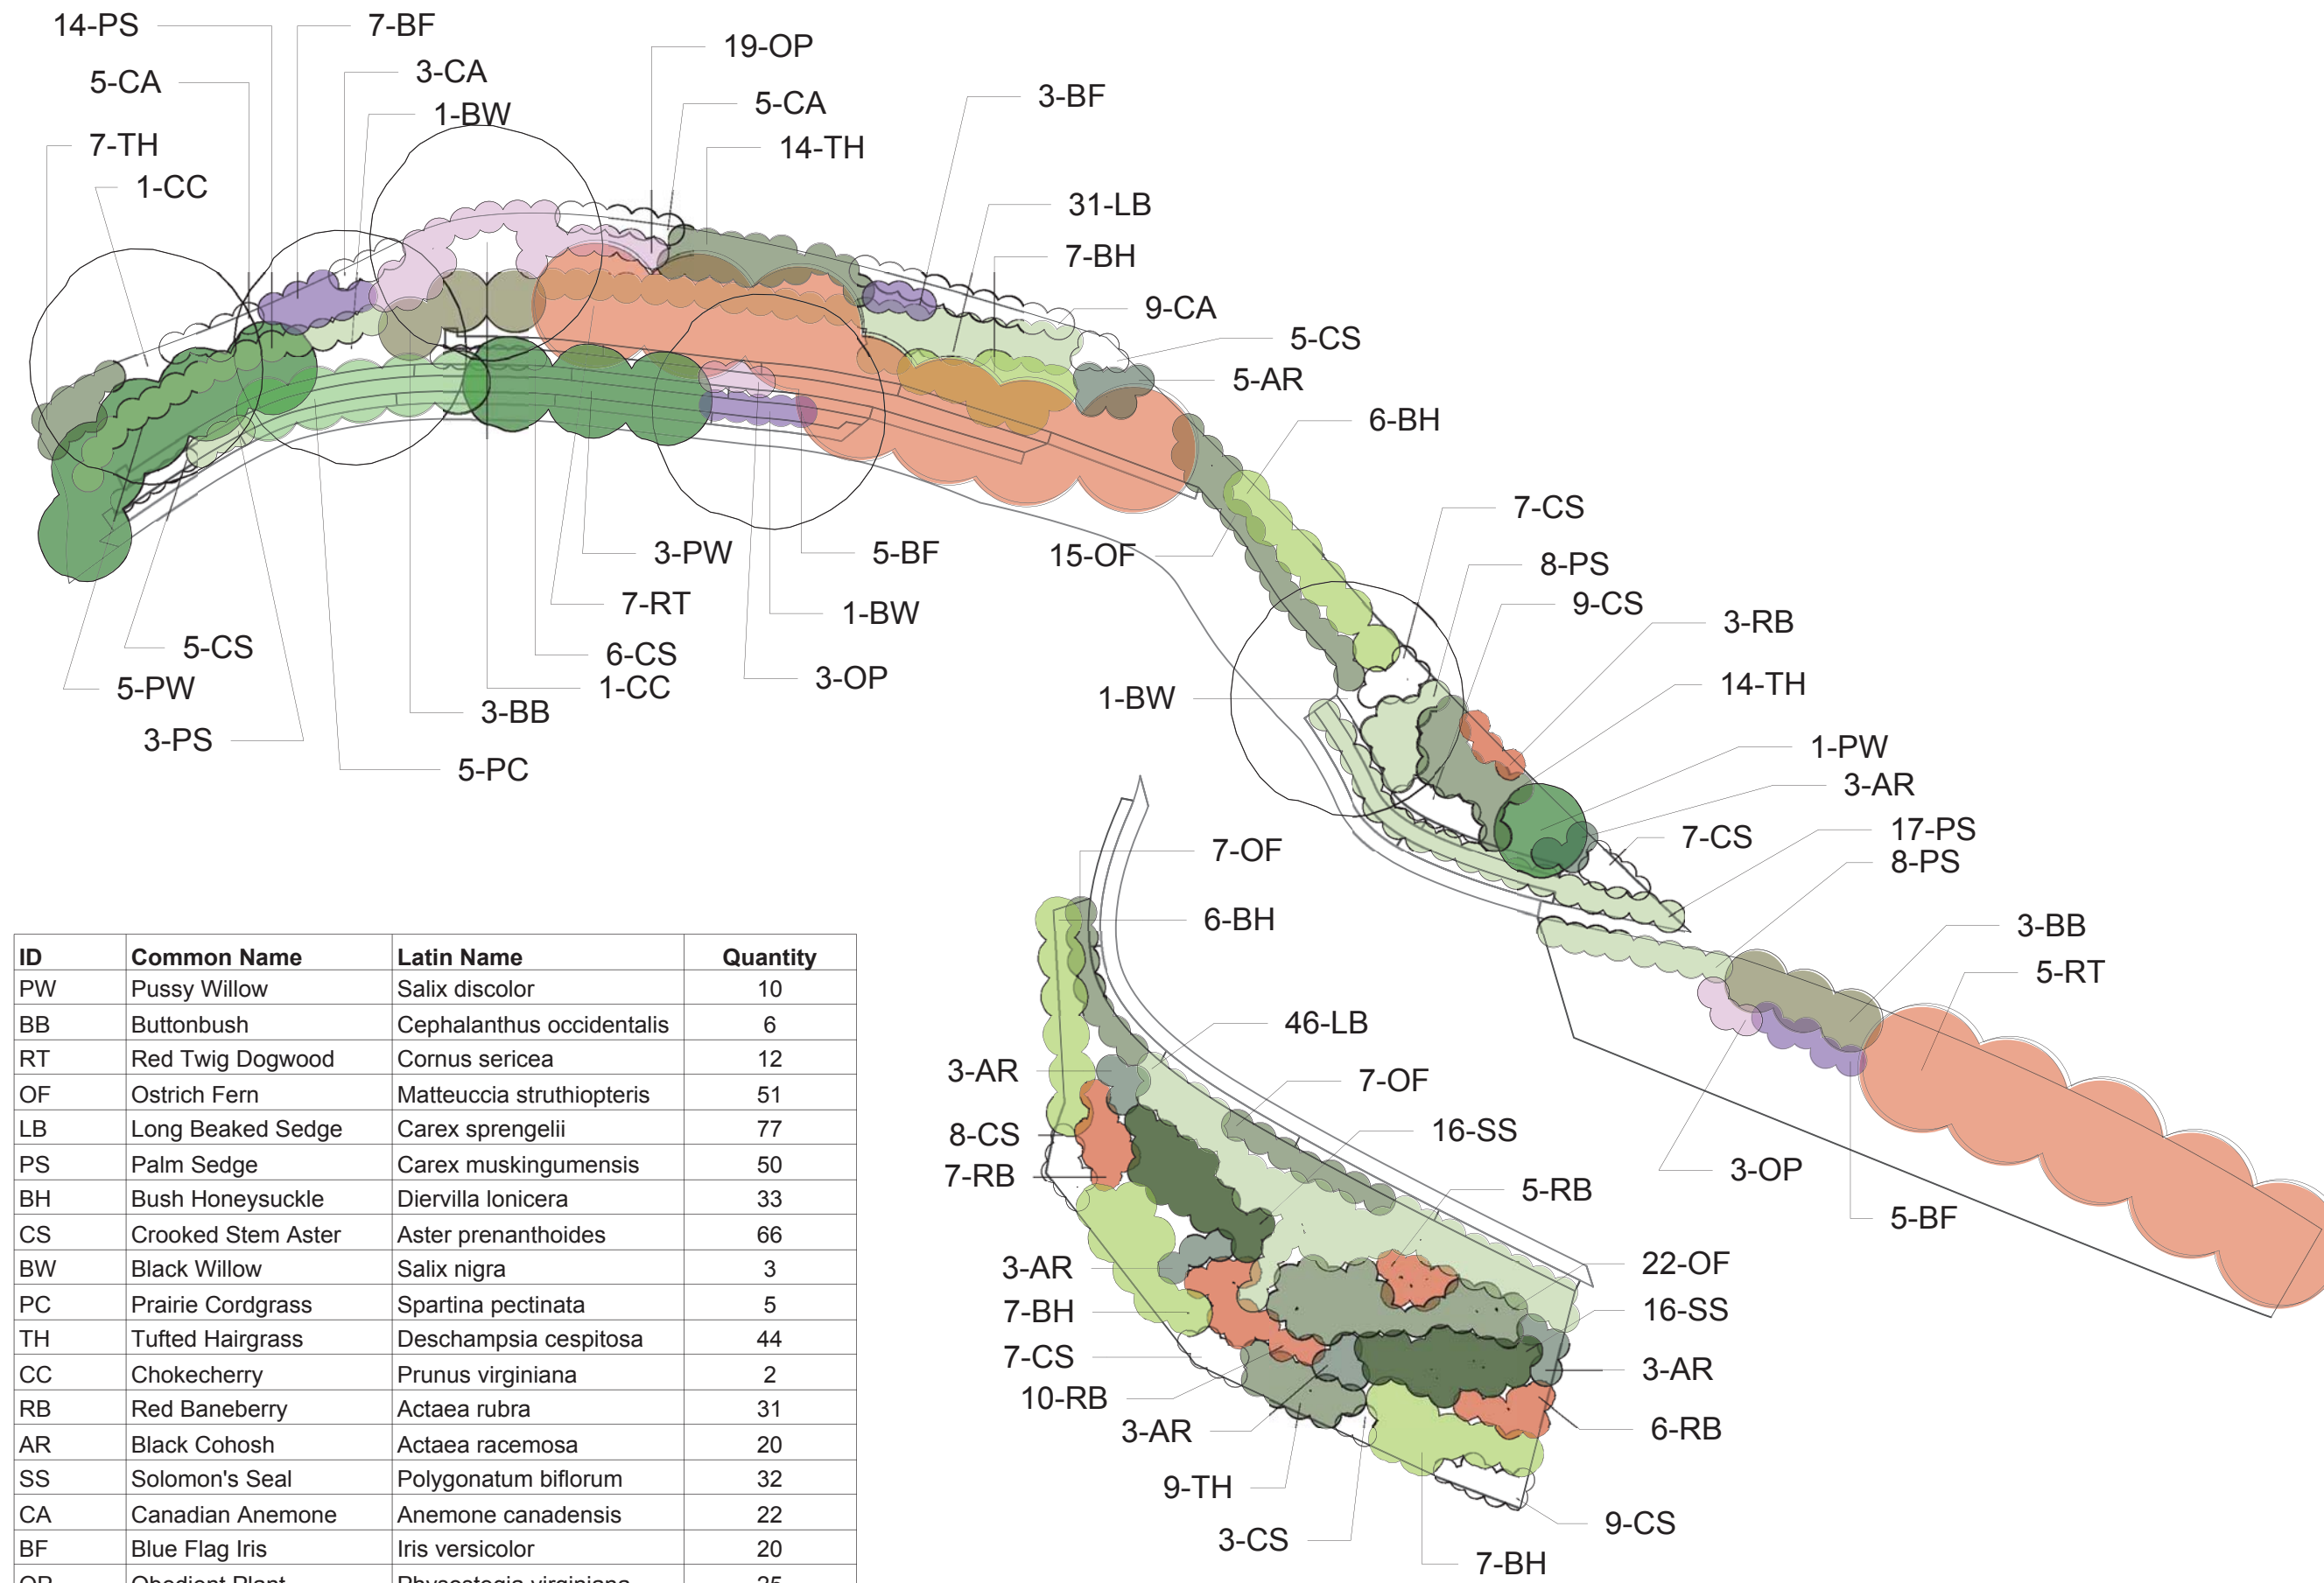 14-PS
7-BF
19-OP
3-CA
5-CA
5-CA
3-BF
1-BW
7-TH
14-TH
1-CC
31-LB
7-BH
9-CA
5-CS
5-AR
6-BH
7-CS
3-PW
5-BF
15-OF
8-PS
7-RT
1-BW
9-CS
3-RB
5-CS
6-CS
5-PW
1-CC
3-OP
1-BW
14-TH
3-BB
3-PS
5-PC
1-PW
3-AR
17-PS
7-CS
8-PS
7-OF
6-BH
3-BB
5-RT
46-LB
3-AR
7-OF
8-CS
16-SS
7-RB
3-OP
5-RB
5-BF
3-AR
22-OF
7-BH
16-SS
7-CS
3-AR
10-RB
3-AR
6-RB
9-TH
3-CS
9-CS
7-BH
ID Common Name Latin Name Quantity
PW Pussy Willow Salix discolor 10
BB Buttonbush Cephalanthus occidentalis 6
RT Red Twig Dogwood Cornus sericea 12
OF Ostrich Fern Matteuccia struthiopteris 51
LB Long Beaked Sedge Carex sprengelii 77
PS Palm Sedge Carex muskingumensis 50
BH Bush Honeysuckle Diervilla lonicera 33
CS Crooked Stem Aster Aster prenanthoides 66
BW Black Willow Salix nigra 3
PC Prairie Cordgrass Spartina pectinata 5
TH Tufted Hairgrass Deschampsia cespitosa 44
CC Chokecherry Prunus virginiana 2
RB Red Baneberry Actaea rubra 31
AR Black Cohosh Actaea racemosa 20
SS Solomon's Seal Polygonatum biflorum 32
CA Canadian Anemone Anemone canadensis 22
BF Blue Flag Iris Iris versicolor 20
OP Obedient Plant Physostegia virginiana 25